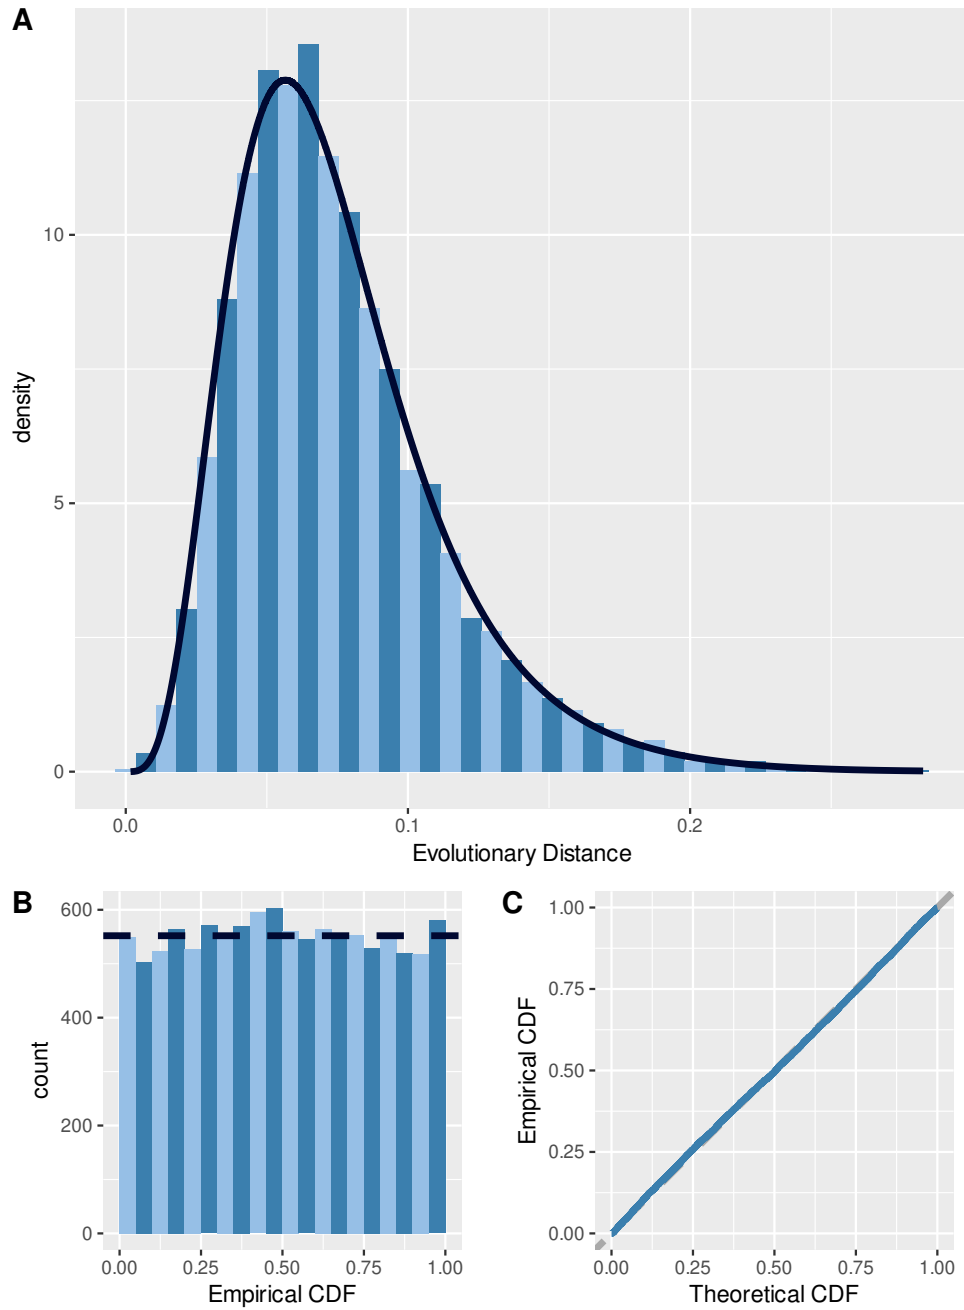 A
density
10
5
0
0.0 0.1 0.2
Evolutionary Distance
B
count
600
400
200
0
0.00 0.25 0.50 0.75 1.00
Empirical CDF
C
Empirical CDF
1.00
0.75
0.50
0.25
0.00
0.00 0.25 0.50 0.75 1.00
Theoretical CDF